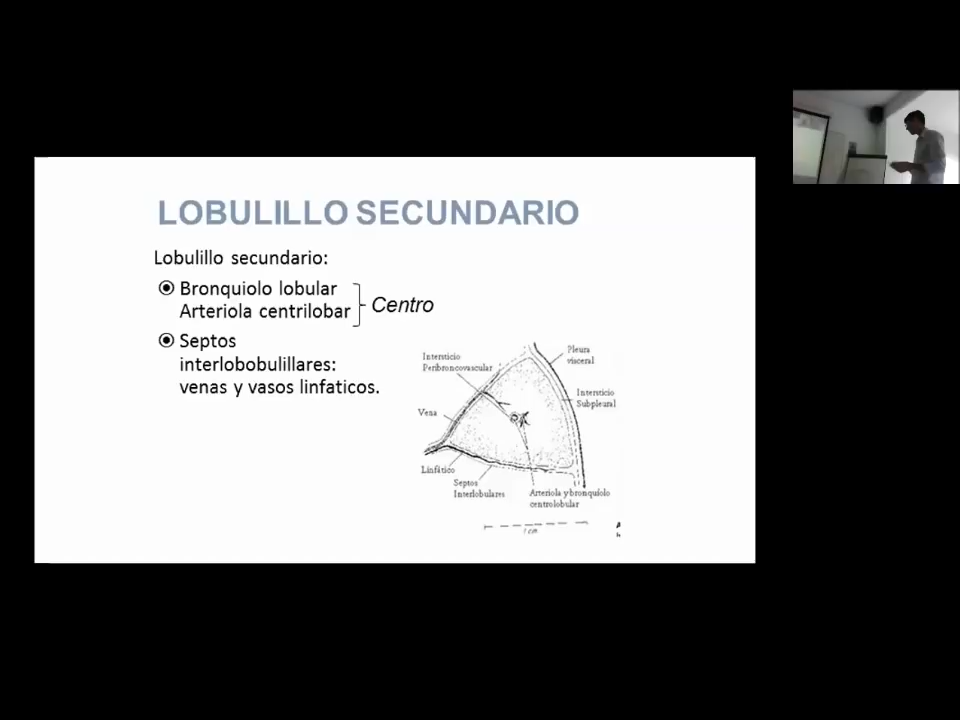 LOBULILLO SECUNDARIO
Lobulillo secundario:
Bronquiolo lobular
Arteriola centrilobar
Centro
Septos
interlobobulillares:
venas y vasos linfaticos.
Intersticio
Peribroncovascular
Pleura
visceral
Intersticio
Subpleural
Vena
Linfático
Septos
Interlobulares
Arteriola y bronquíolo
centrolobular
1 cm